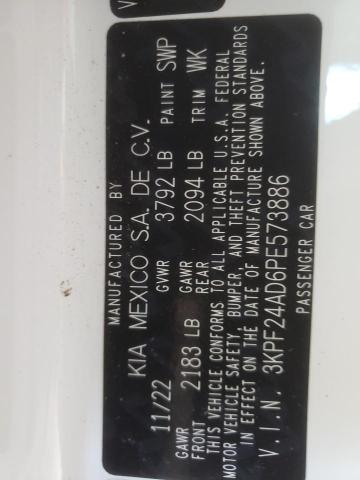 MANUFACTURED BY
KIA MEXICO S.A. DE C.V.
11/22 GVWR 3792 LB PAINT SWP
GAWR FRONT 2183 LB GAWR REAR 2094 LB TRIM WK
THIS VEHICLE CONFORMS TO ALL APPLICABLE U.S.A. FEDERAL
MOTOR VEHICLE SAFETY, BUMPER, AND THEFT PREVENTION STANDARDS
IN EFFECT ON THE DATE OF MANUFACTURE SHOWN ABOVE.
V.I.N. 3KPF24AD6PE573886
PASSENGER CAR